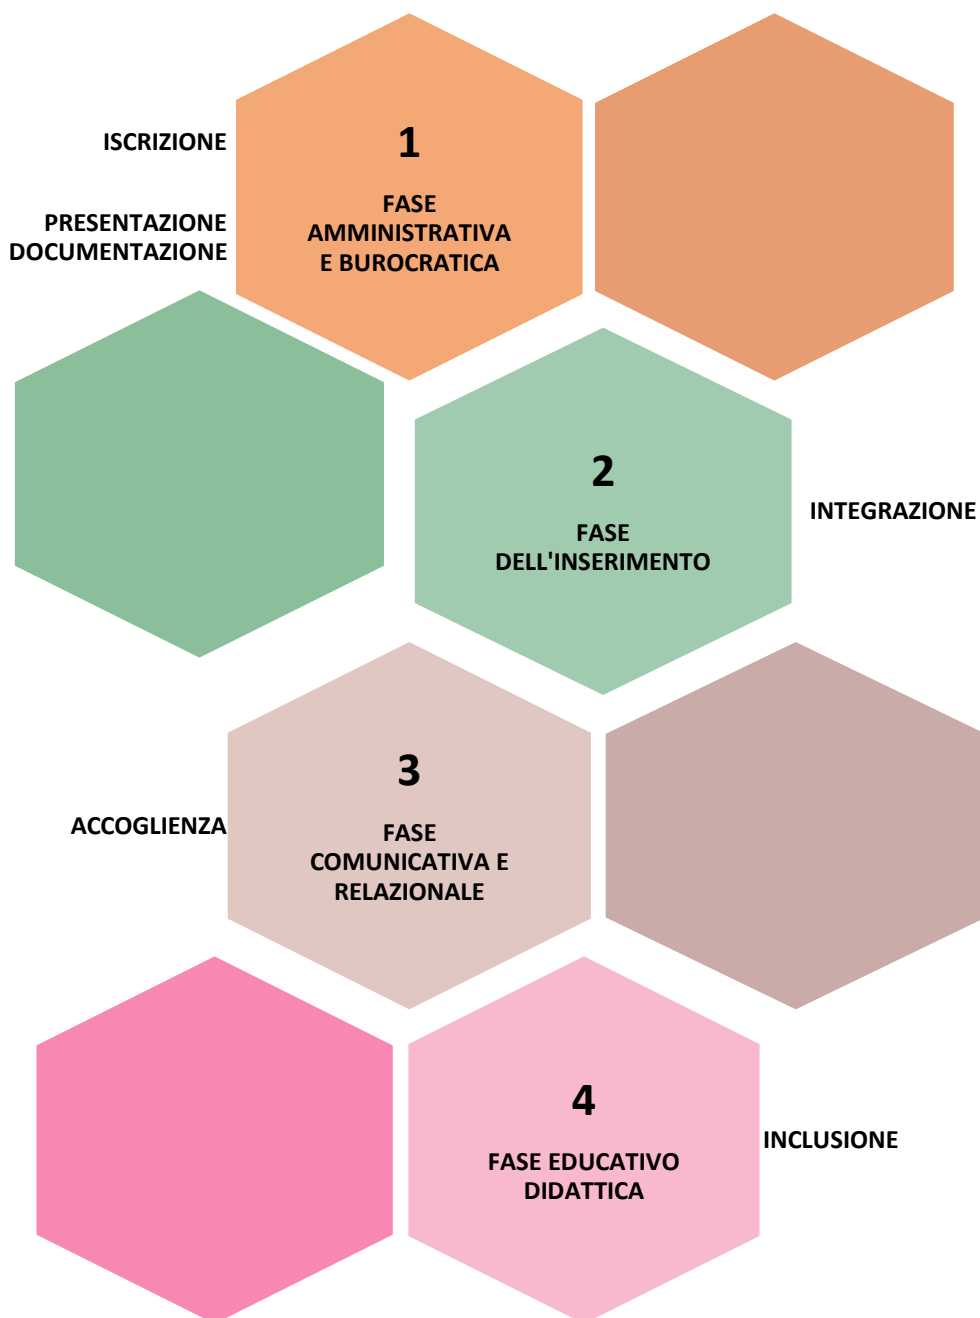 ISCRIZIONE
PRESENTAZIONE
DOCUMENTAZIONE
1
FASE
AMMINISTRATIVA
E BUROCRATICA
2
FASE
DELL'INSERIMENTO
INTEGRAZIONE
ACCOGLIENZA
3
FASE
COMUNICATIVA E
RELAZIONALE
4
FASE EDUCATIVO
DIDATTICA
INCLUSIONE